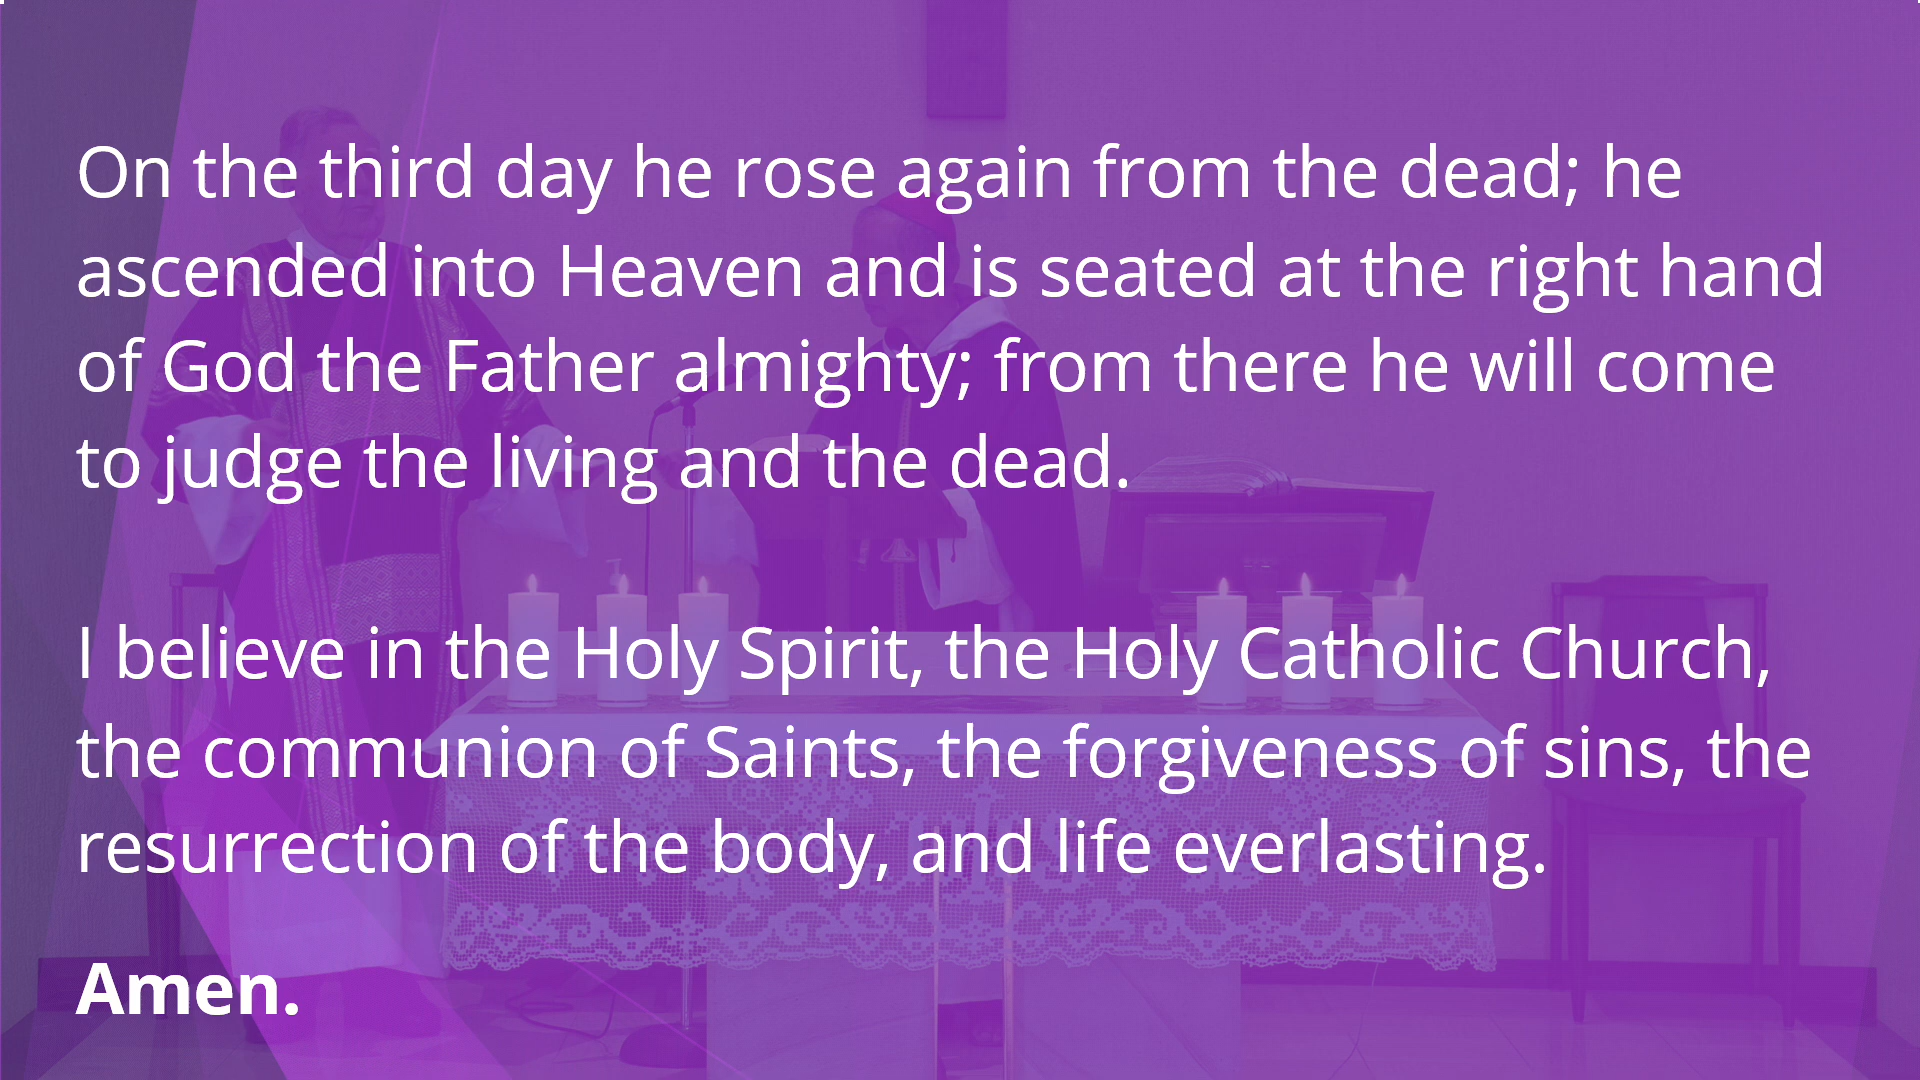 On the third day he rose again from the dead; he
ascended into Heaven and is seated at the right hand
of God the Father almighty; from there he will come
to judge the living and the dead.
I believe in the Holy Spirit, the Holy Catholic Church,
the communion of Saints, the forgiveness of sins, the
resurrection of the body, and life everlasting.
Amen.